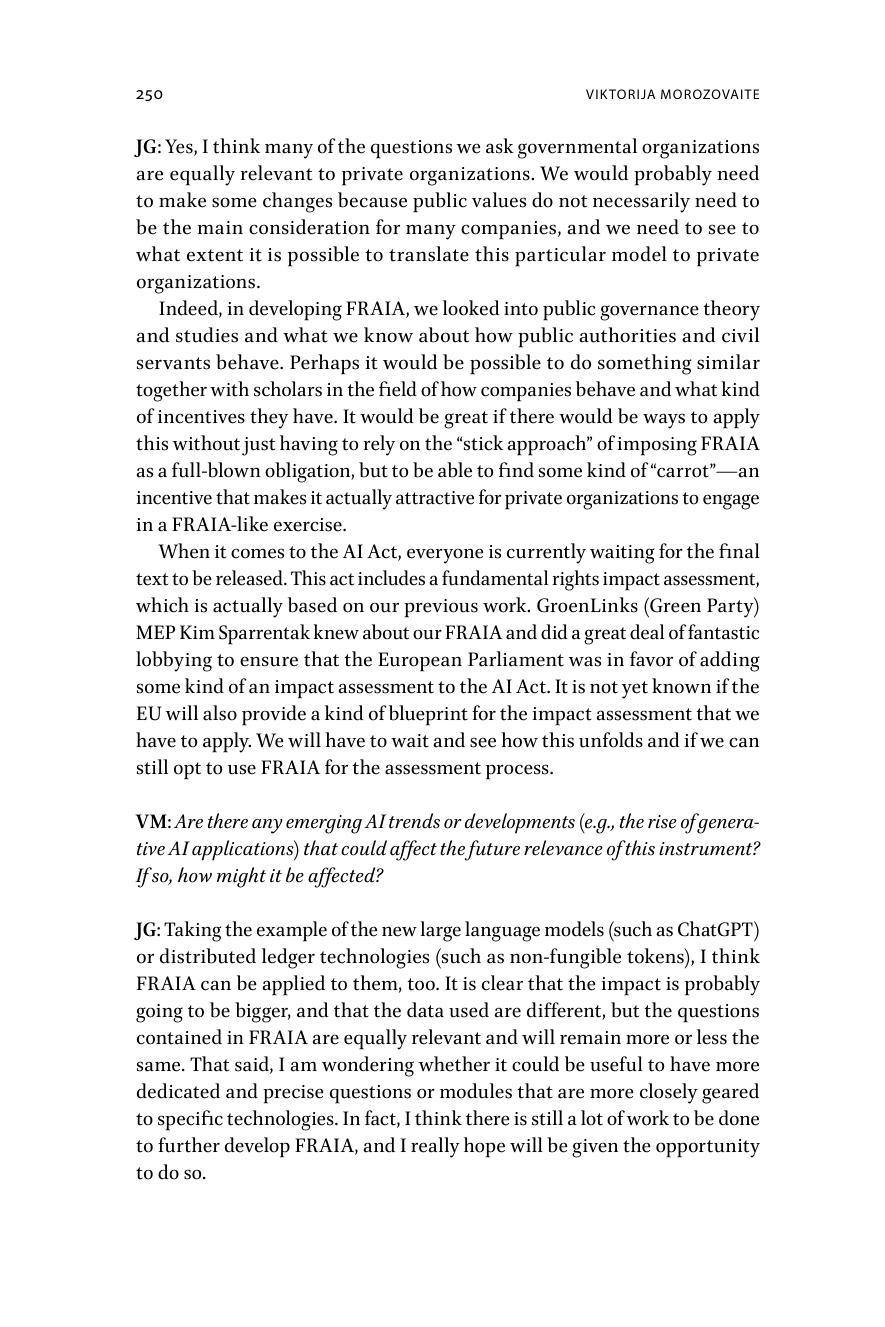 250
VIKTORIJA MOROZOVAITE
JG: Yes, I think many of the questions we ask governmental organizations
are equally relevant to private organizations. We would probably need
to make some changes because public values do not necessarily need to
be the main consideration for many companies, and we need to see to
what extent it is possible to translate this particular model to private
organizations.
Indeed, in developing FRAIA, we looked into public governance theory
and studies and what we know about how public authorities and civil
servants behave. Perhaps it would be possible to do something similar
together with scholars in the field of how companies behave and what kind
of incentives they have. It would be great if there would be ways to apply
this without just having to rely on the “stick approach” of imposing FRAIA
as a full-blown obligation, but to be able to find some kind of “carrot”—an
incentive that makes it actually attractive for private organizations to engage
in a FRAIA-like exercise.
When it comes to the AI Act, everyone is currently waiting for the final
text to be released. This act includes a fundamental rights impact assessment,
which is actually based on our previous work. GroenLinks (Green Party)
MEP Kim Sparrentak knew about our FRAIA and did a great deal of fantastic
lobbying to ensure that the European Parliament was in favor of adding
some kind of an impact assessment to the AI Act. It is not yet known if the
EU will also provide a kind of blueprint for the impact assessment that we
have to apply. We will have to wait and see how this unfolds and if we can
still opt to use FRAIA for the assessment process.
VM: Are there any emerging AI trends or developments (e.g., the rise of genera-
tive AI applications) that could affect the future relevance of this instrument?
If so, how might it be affected?
JG: Taking the example of the new large language models (such as ChatGPT)
or distributed ledger technologies (such as non-fungible tokens), I think
FRAIA can be applied to them, too. It is clear that the impact is probably
going to be bigger, and that the data used are different, but the questions
contained in FRAIA are equally relevant and will remain more or less the
same. That said, I am wondering whether it could be useful to have more
dedicated and precise questions or modules that are more closely geared
to specific technologies. In fact, I think there is still a lot of work to be done
to further develop FRAIA, and I really hope will be given the opportunity
to do so.